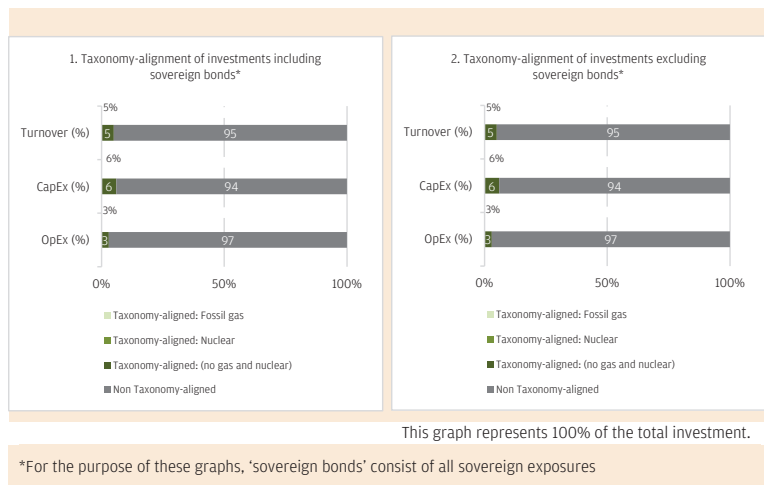 1. Taxonomy-alignment of investments including
sovereign bonds*
5%
Turnover (%)
5
95
6%
CapEx (%)
6
94
3%
OpEx (%)
3
97
0%
50%
100%
Taxonomy-aligned: Fossil gas
Taxonomy-aligned: Nuclear
Taxonomy-aligned: (no gas and nuclear)
Non Taxonomy-aligned
2. Taxonomy-alignment of investments excluding
sovereign bonds*
5%
Turnover (%)
5
95
6%
CapEx (%)
6
94
3%
OpEx (%)
3
97
0%
50%
100%
Taxonomy-aligned: Fossil gas
Taxonomy-aligned: Nuclear
Taxonomy-aligned: (no gas and nuclear)
Non Taxonomy-aligned
This graph represents 100% of the total investment.
*For the purpose of these graphs, ‘sovereign bonds’ consist of all sovereign exposures